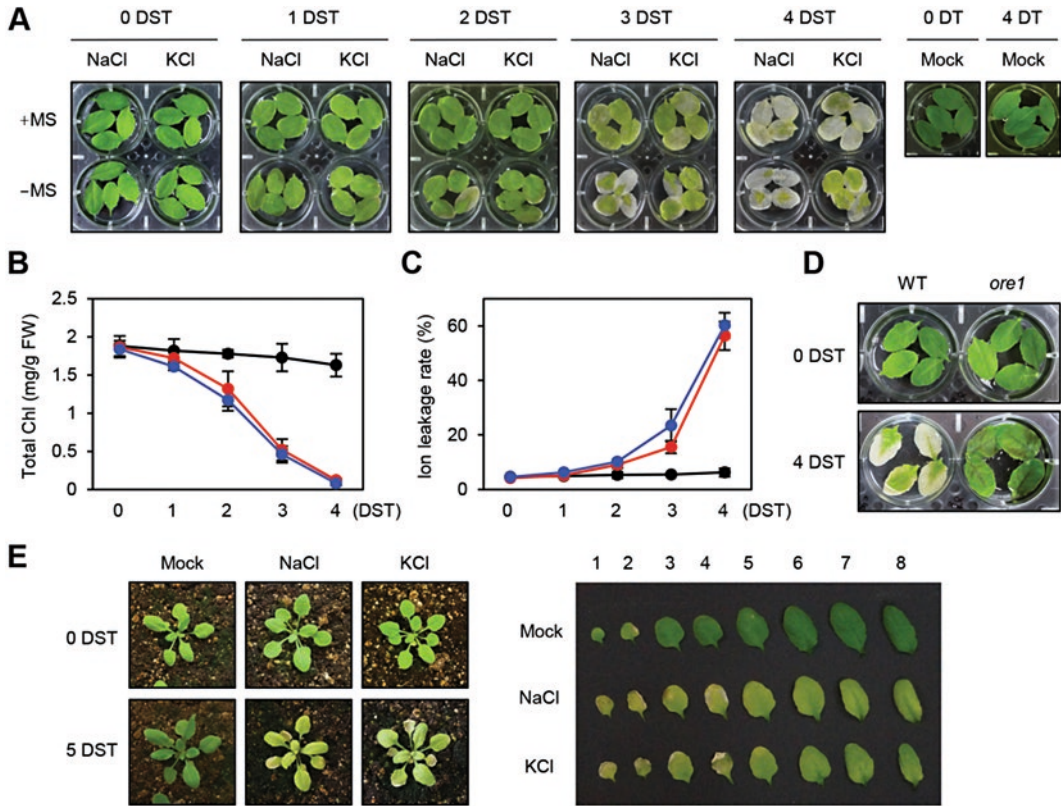 A
0 DST 1 DST 2 DST 3 DST 4 DST 0 DT 4 DT
NaCl KCl NaCl KCl NaCl KCl NaCl KCl NaCl KCl Mock Mock
+MS
−MS
B
Total Chl (mg/g FW)
2.5
2
1.5
1
0.5
0
0 1 2 3 4 (DST)
C
Ion leakage rate (%)
60
40
20
0
0 1 2 3 4 (DST)
D
WT ore1
0 DST
4 DST
E
Mock NaCl KCl
0 DST
5 DST
1 2 3 4 5 6 7 8
Mock
NaCl
KCl